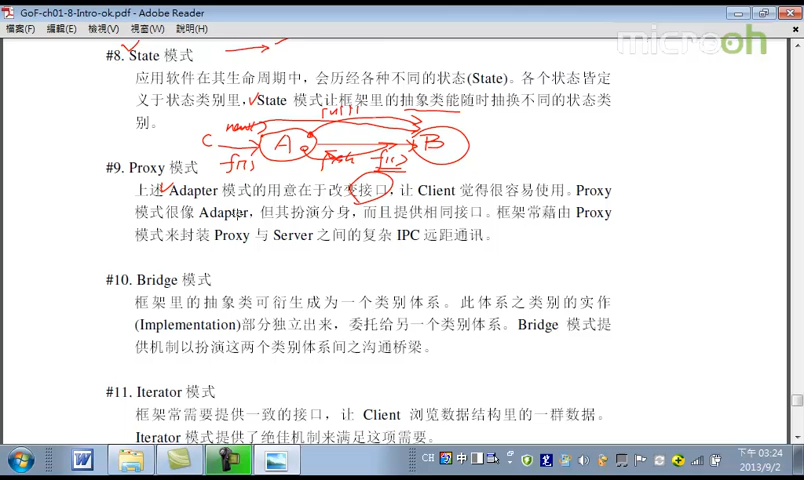 GoF-ch01-8-Intro-ok.pdf - Adobe Reader
檔案(F) 編輯(E) 檢視(V) 視窗(W) 說明(H)
microoh
#8. State 模式
应用软件在其生命周期中，会历经各种不同的状态(State)。各个状态皆定
义于状态类别里，State 模式让框架里的抽象类能随时抽换不同的状态类
别。
C A B
f() f()
#9. Proxy 模式
上述 Adapter 模式的用意在于改变接口，让 Client 觉得很容易使用。Proxy
模式很像 Adapter，但其扮演分身，而且提供相同接口。框架常藉由 Proxy
模式来封装 Proxy 与 Server 之间的复杂 IPC 远距通讯。
#10. Bridge 模式
框架里的抽象类可衍生成为一个类别体系。此体系之类别的实作
(Implementation)部分独立出来，委托给另一个类别体系。Bridge 模式提
供机制以扮演这两个类别体系间之沟通桥梁。
#11. Iterator 模式
框架常需要提供一致的接口，让 Client 浏览数据结构里的一群数据。
Iterator 模式提供了绝佳机制来满足这项需要。
CH 中 下午 03:24
2013/9/2